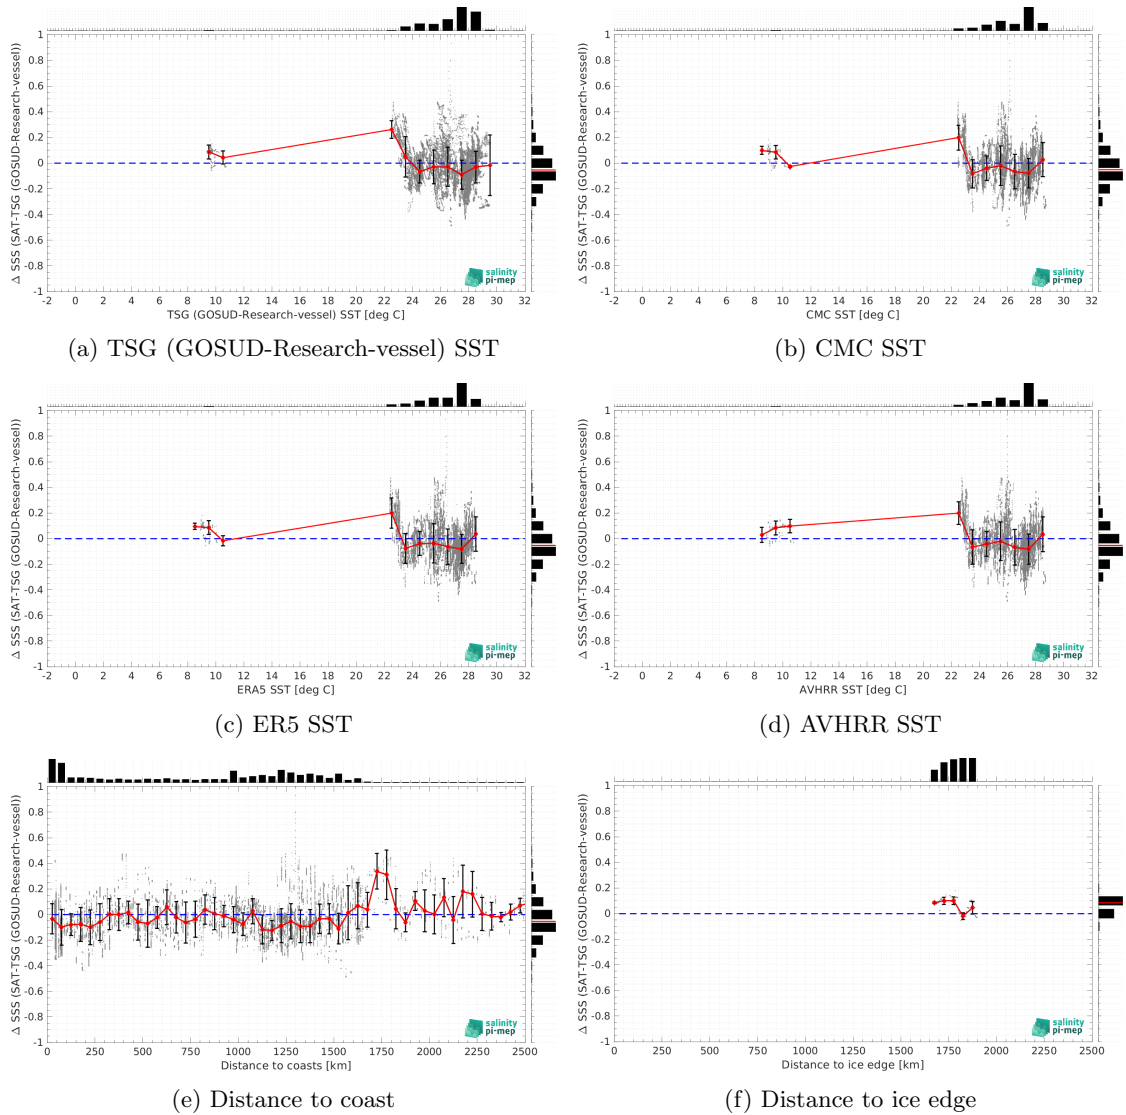 1
0.8
0.6
0.4
0.2
0
-0.2
-0.4
-0.6
-0.8
-1
Δ SSS (SAT-TSG (GOSUD-Research-vessel))
salinity
pi-mep
-2 0 2 4 6 8 10 12 14 16 18 20 22 24 26 28 30 32
TSG (GOSUD-Research-vessel) SST [deg C]
(a) TSG (GOSUD-Research-vessel) SST
1
0.8
0.6
0.4
0.2
0
-0.2
-0.4
-0.6
-0.8
-1
Δ SSS (SAT-TSG (GOSUD-Research-vessel))
salinity
pi-mep
-2 0 2 4 6 8 10 12 14 16 18 20 22 24 26 28 30 32
CMC SST [deg C]
(b) CMC SST
1
0.8
0.6
0.4
0.2
0
-0.2
-0.4
-0.6
-0.8
-1
Δ SSS (SAT-TSG (GOSUD-Research-vessel))
salinity
pi-mep
-2 0 2 4 6 8 10 12 14 16 18 20 22 24 26 28 30 32
ERA5 SST [deg C]
(c) ER5 SST
1
0.8
0.6
0.4
0.2
0
-0.2
-0.4
-0.6
-0.8
-1
Δ SSS (SAT-TSG (GOSUD-Research-vessel))
salinity
pi-mep
-2 0 2 4 6 8 10 12 14 16 18 20 22 24 26 28 30 32
AVHRR SST [deg C]
(d) AVHRR SST
1
0.8
0.6
0.4
0.2
0
-0.2
-0.4
-0.6
-0.8
-1
Δ SSS (SAT-TSG (GOSUD-Research-vessel))
salinity
pi-mep
0 250 500 750 1000 1250 1500 1750 2000 2250 2500
Distance to coasts [km]
(e) Distance to coast
1
0.8
0.6
0.4
0.2
0
-0.2
-0.4
-0.6
-0.8
-1
Δ SSS (SAT-TSG (GOSUD-Research-vessel))
salinity
pi-mep
0 250 500 750 1000 1250 1500 1750 2000 2250 2500
Distance to ice edge [km]
(f) Distance to ice edge